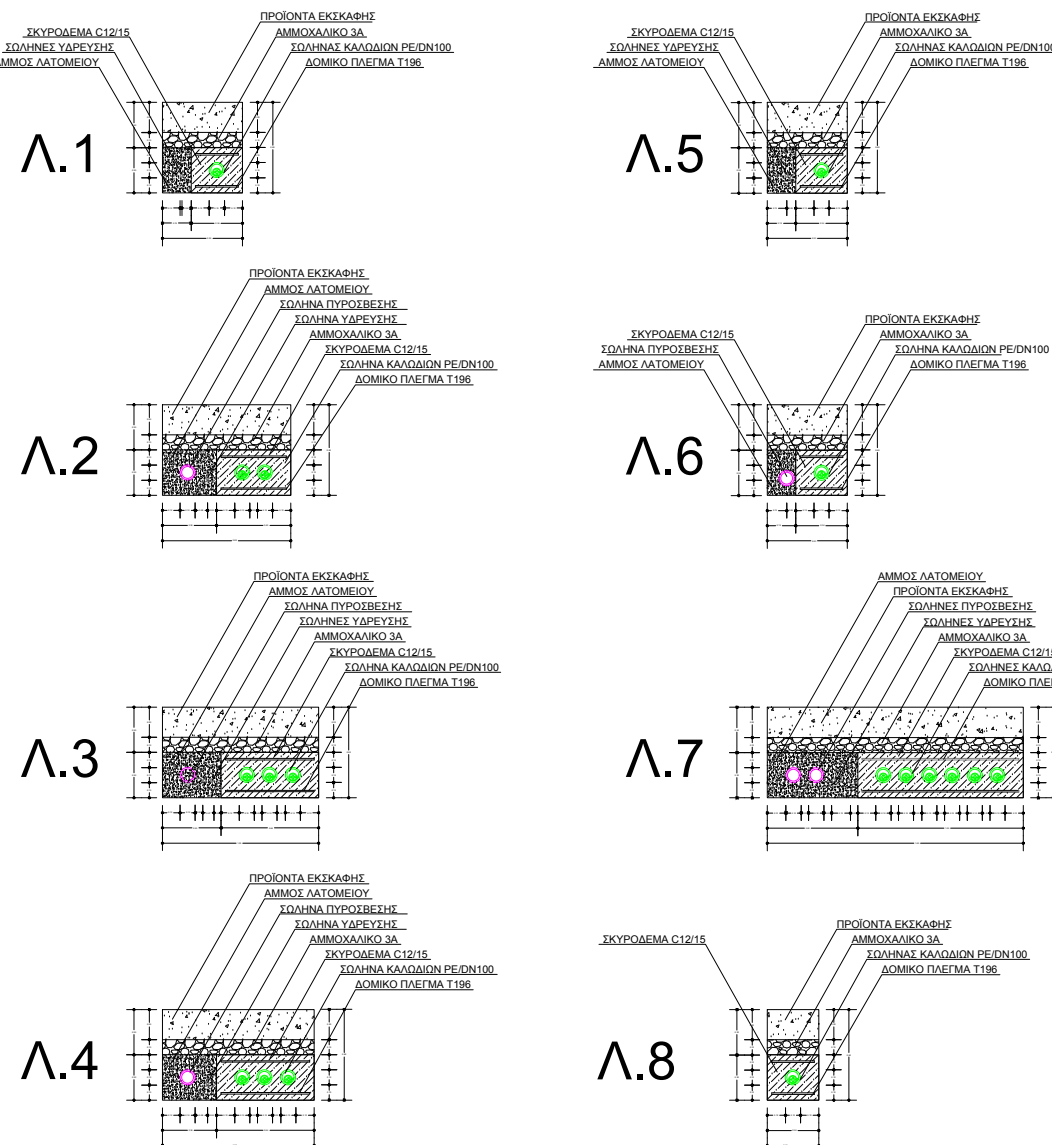 ΠΡΟΪΟΝΤΑ ΕΚΣΚΑΦΗΣ
ΣΚΥΡΟΔΕΜΑ C12/15
ΑΜΜΟΧΑΛΙΚΟ 3Α
ΣΩΛΗΝΕΣ ΥΔΡΕΥΣΗΣ
ΣΩΛΗΝΑΣ ΚΑΛΩΔΙΩΝ PE/DN100
ΑΜΜΟΣ ΛΑΤΟΜΕΙΟΥ
ΔΟΜΙΚΟ ΠΛΕΓΜΑ Τ196
Λ.1
ΠΡΟΪΟΝΤΑ ΕΚΣΚΑΦΗΣ
ΣΚΥΡΟΔΕΜΑ C12/15
ΑΜΜΟΧΑΛΙΚΟ 3Α
ΣΩΛΗΝΕΣ ΥΔΡΕΥΣΗΣ
ΣΩΛΗΝΑΣ ΚΑΛΩΔΙΩΝ PE/DN100
ΑΜΜΟΣ ΛΑΤΟΜΕΙΟΥ
ΔΟΜΙΚΟ ΠΛΕΓΜΑ Τ196
Λ.5
ΠΡΟΪΟΝΤΑ ΕΚΣΚΑΦΗΣ
ΑΜΜΟΣ ΛΑΤΟΜΕΙΟΥ
ΣΩΛΗΝΑ ΠΥΡΟΣΒΕΣΗΣ
ΣΩΛΗΝΑ ΥΔΡΕΥΣΗΣ
ΑΜΜΟΧΑΛΙΚΟ 3Α
ΣΚΥΡΟΔΕΜΑ C12/15
ΣΩΛΗΝΑ ΚΑΛΩΔΙΩΝ PE/DN100
ΔΟΜΙΚΟ ΠΛΕΓΜΑ Τ196
Λ.2
ΠΡΟΪΟΝΤΑ ΕΚΣΚΑΦΗΣ
ΣΚΥΡΟΔΕΜΑ C12/15
ΑΜΜΟΧΑΛΙΚΟ 3Α
ΣΩΛΗΝΑ ΠΥΡΟΣΒΕΣΗΣ
ΣΩΛΗΝΑΣ ΚΑΛΩΔΙΩΝ PE/DN100
ΑΜΜΟΣ ΛΑΤΟΜΕΙΟΥ
ΔΟΜΙΚΟ ΠΛΕΓΜΑ Τ196
Λ.6
ΠΡΟΪΟΝΤΑ ΕΚΣΚΑΦΗΣ
ΑΜΜΟΣ ΛΑΤΟΜΕΙΟΥ
ΣΩΛΗΝΑ ΠΥΡΟΣΒΕΣΗΣ
ΣΩΛΗΝΕΣ ΥΔΡΕΥΣΗΣ
ΑΜΜΟΧΑΛΙΚΟ 3Α
ΣΚΥΡΟΔΕΜΑ C12/15
ΣΩΛΗΝΑ ΚΑΛΩΔΙΩΝ PE/DN100
ΔΟΜΙΚΟ ΠΛΕΓΜΑ Τ196
Λ.3
ΑΜΜΟΣ ΛΑΤΟΜΕΙΟΥ
ΠΡΟΪΟΝΤΑ ΕΚΣΚΑΦΗΣ
ΣΩΛΗΝΕΣ ΠΥΡΟΣΒΕΣΗΣ
ΣΩΛΗΝΕΣ ΥΔΡΕΥΣΗΣ
ΑΜΜΟΧΑΛΙΚΟ 3Α
ΣΚΥΡΟΔΕΜΑ C12/15
ΣΩΛΗΝΕΣ
ΔΟΜΙΚΟ
Λ.7
ΠΡΟΪΟΝΤΑ ΕΚΣΚΑΦΗΣ
ΑΜΜΟΣ ΛΑΤΟΜΕΙΟΥ
ΣΩΛΗΝΑ ΠΥΡΟΣΒΕΣΗΣ
ΣΩΛΗΝΑ ΥΔΡΕΥΣΗΣ
ΑΜΜΟΧΑΛΙΚΟ 3Α
ΣΚΥΡΟΔΕΜΑ C12/15
ΣΩΛΗΝΑ ΚΑΛΩΔΙΩΝ PE/DN100
ΔΟΜΙΚΟ ΠΛΕΓΜΑ Τ196
Λ.4
ΠΡΟΪΟΝΤΑ ΕΚΣΚΑΦΗΣ
ΣΚΥΡΟΔΕΜΑ C12/15
ΑΜΜΟΧΑΛΙΚΟ 3Α
ΣΩΛΗΝΑΣ ΚΑΛΩΔΙΩΝ PE/DN100
ΔΟΜΙΚΟ ΠΛΕΓΜΑ Τ196
Λ.8